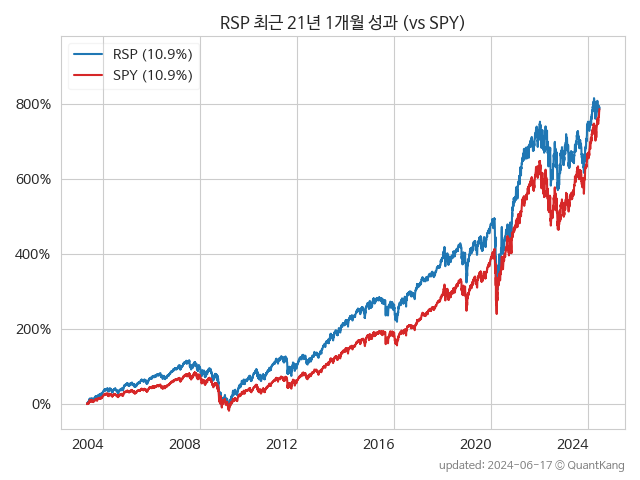 RSP 최근 21년 1개월 성과 (vs SPY)
RSP (10.9%)
SPY (10.9%)
800%
600%
400%
200%
0%
2004 2008 2012 2016 2020 2024
updated: 2024-06-17 © QuantKang